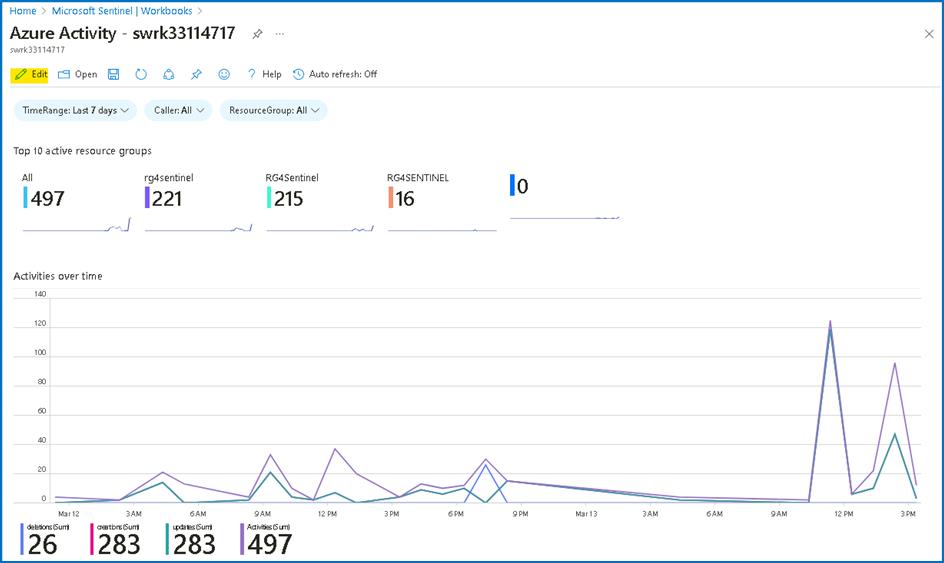 Home > Microsoft Sentinel | Workbooks >
Azure Activity - swrk33114717 ...
swrk33114717
Edit Open ? Help Auto refresh: Off
TimeRange: Last 7 days Caller: All ResourceGroup: All
Top 10 active resource groups
All rg4sentinel RG4Sentinel RG4SENTINEL
497 221 215 16 0
Activities over time
140
120
100
80
60
40
20
0
Mar 12 3 AM 6 AM 9 AM 12 PM 3 PM 6 PM 9 PM Mar 13 3 AM 6 AM 9 AM 12 PM 3 PM
deletions (Sum) creations (Sum) updates (Sum) Activities (Sum)
26 283 283 497